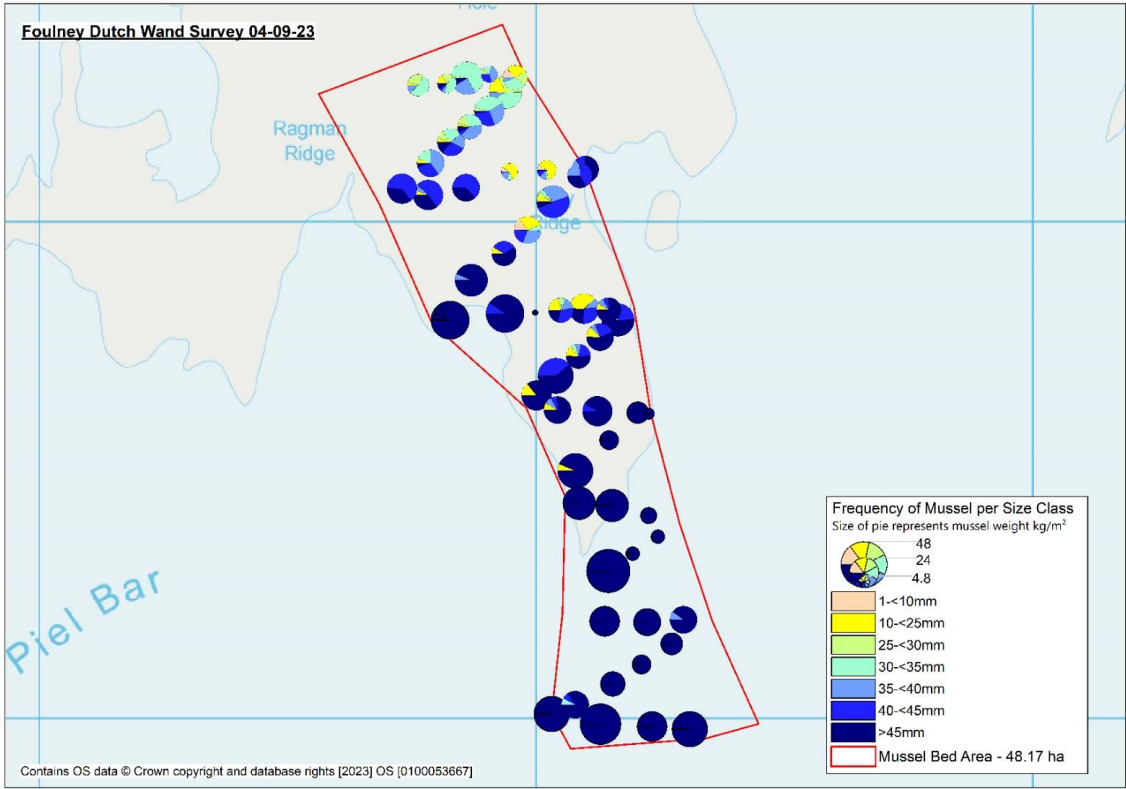 Hole
Foulney Dutch Wand Survey 04-09-23
Ragman
Ridge
Ridge
Piel Bar
Frequency of Mussel per Size Class
Size of pie represents mussel weight kg/m²
48
24
4.8
1-<10mm
10-<25mm
25-<30mm
30-<35mm
35-<40mm
40-<45mm
>45mm
Mussel Bed Area - 48.17 ha
Contains OS data © Crown copyright and database rights [2023] OS [0100053667]